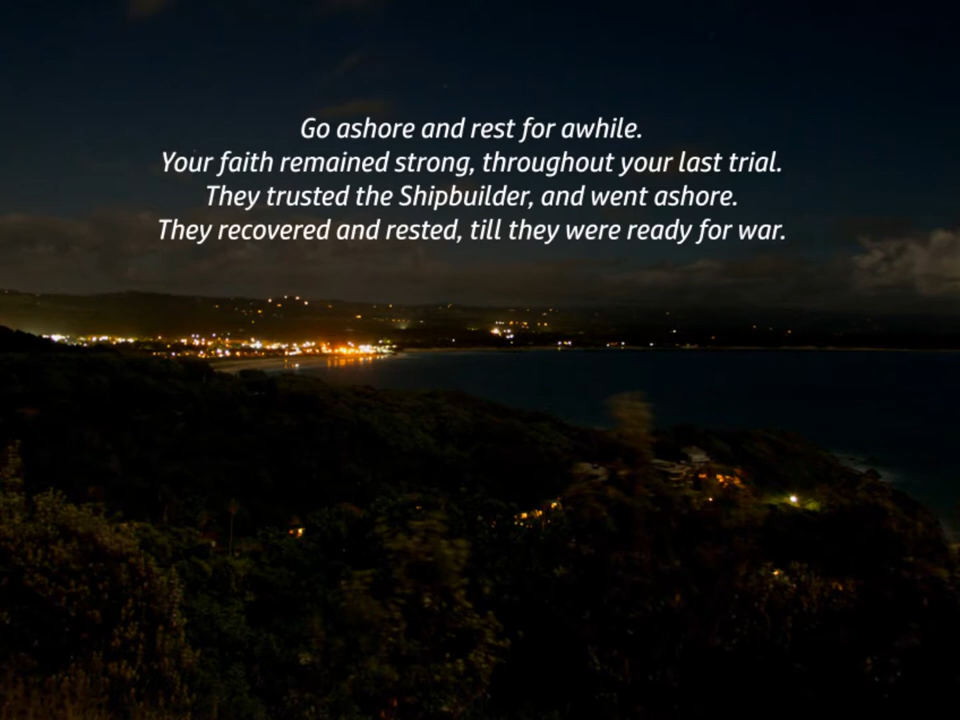 Go ashore and rest for awhile.
Your faith remained strong, throughout your last trial.
They trusted the Shipbuilder, and went ashore.
They recovered and rested, till they were ready for war.